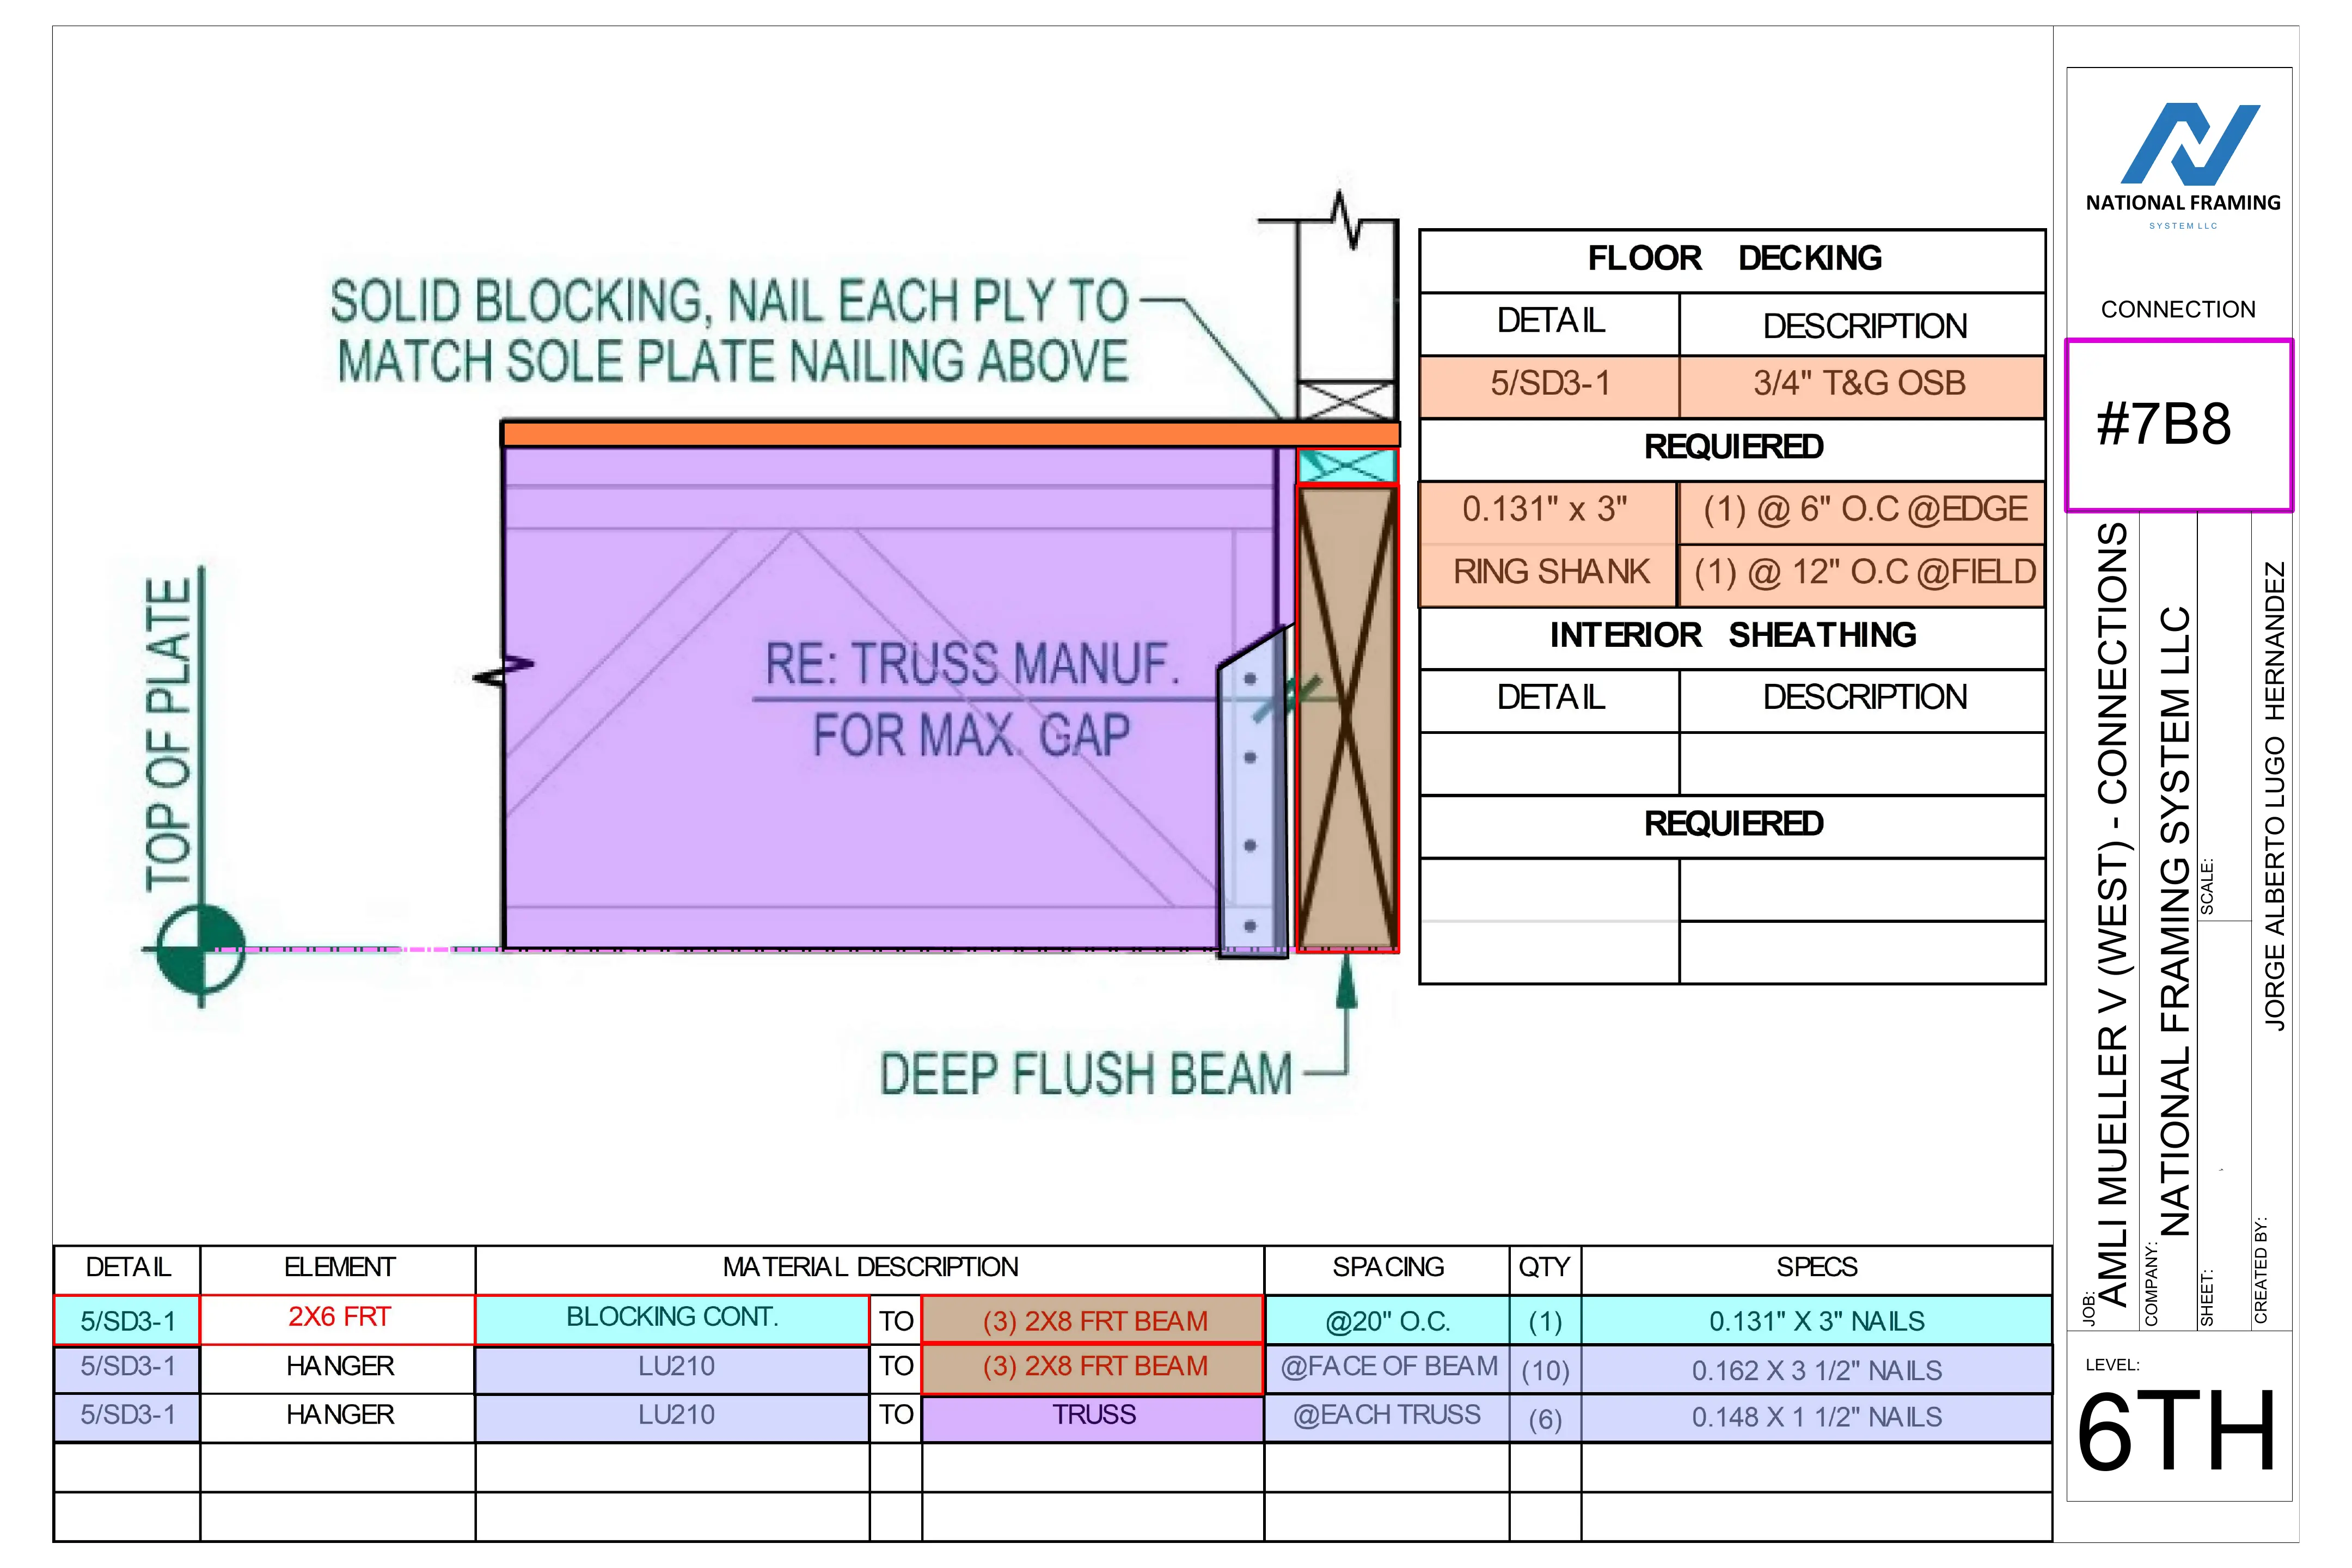 SOLID BLOCKING, NAIL EACH PLY TO
MATCH SOLE PLATE NAILING ABOVE
TOP OF PLATE
RE: TRUSS MANUF.
FOR MAX. GAP
DEEP FLUSH BEAM
FLOOR DECKING
DETAIL DESCRIPTION
5/SD3-1 3/4" T&G OSB
REQUIERED
0.131" x 3" (1) @ 6" O.C @EDGE
RING SHANK (1) @ 12" O.C @FIELD
INTERIOR SHEATHING
DETAIL DESCRIPTION
REQUIERED
DETAIL ELEMENT MATERIAL DESCRIPTION SPACING QTY SPECS
5/SD3-1 2X6 FRT BLOCKING CONT. TO (3) 2X8 FRT BEAM @20" O.C. (1) 0.131" X 3" NAILS
5/SD3-1 HANGER LU210 TO (3) 2X8 FRT BEAM @FACE OF BEAM (10) 0.162 X 3 1/2" NAILS
5/SD3-1 HANGER LU210 TO TRUSS @EACH TRUSS (6) 0.148 X 1 1/2" NAILS
NATIONAL FRAMING
SYSTEM LLC
CONNECTION
#7B8
JOB: AMLI MUELLER V (WEST) - CONNECTIONS
COMPANY: NATIONAL FRAMING SYSTEM LLC
SHEET:
SCALE:
CREATED BY: JORGE ALBERTO LUGO HERNANDEZ
LEVEL:
6TH